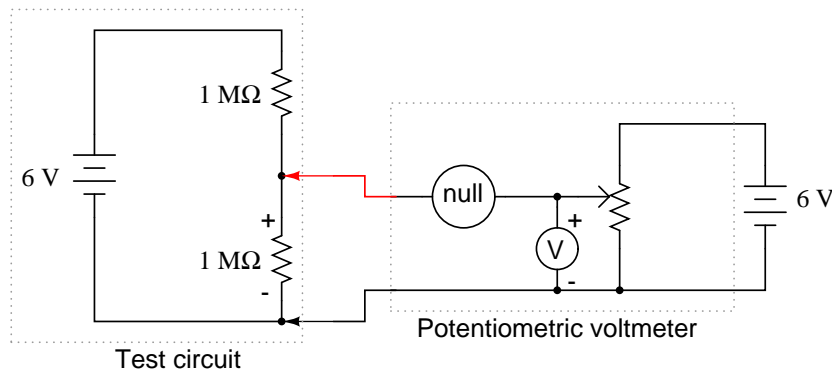 1 MΩ
6 V
+
1 MΩ
-
Test circuit
null
+
V
-
6 V
Potentiometric voltmeter